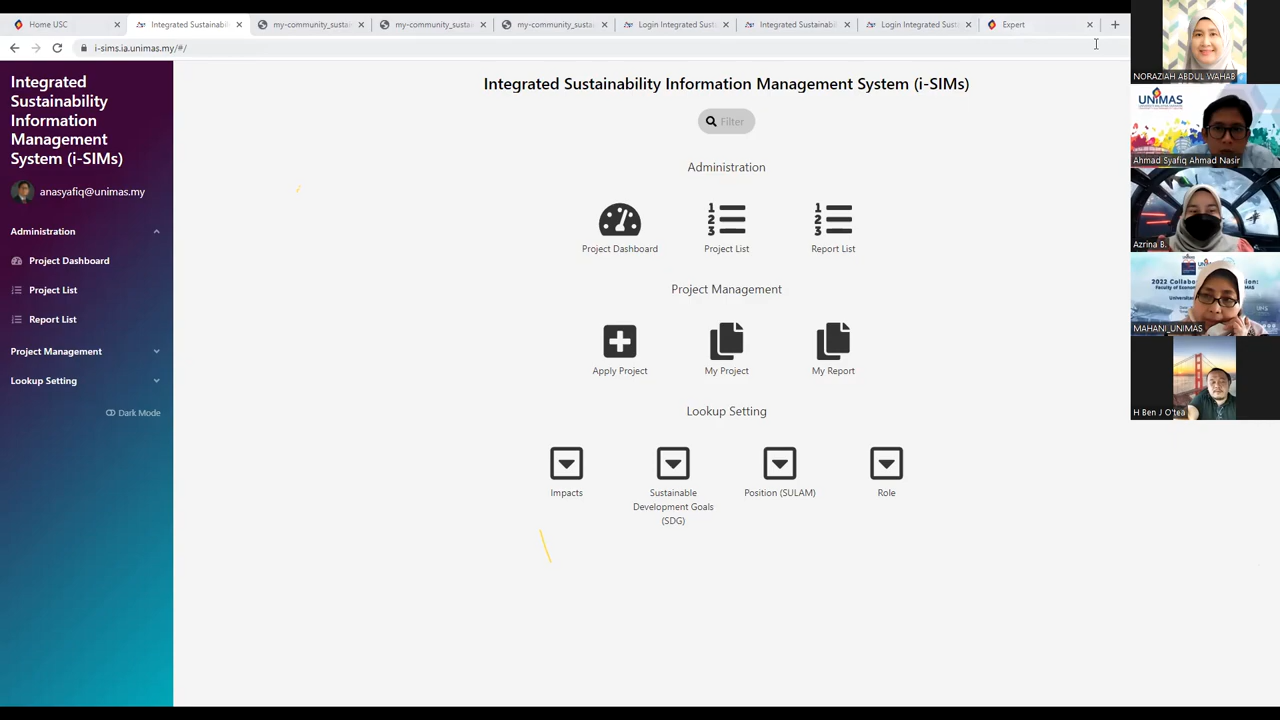 Home USC
Integrated Sustainabili
my-community_susta
my-community_sustai
my-community_sustai
Login Integrated Sust
Integrated Sustainabi
Login Integrated Sust
Expert
i-sims.ia.unimas.my/#/
Integrated
Sustainability
Information
Management
System (i-SIMs)
anasyafiq@unimas.my
Administration
Project Dashboard
Project List
Report List
Project Management
Lookup Setting
Dark Mode
Integrated Sustainability Information Management System (i-SIMs)
Filter
Administration
Project Dashboard
Project List
Report List
Project Management
Apply Project
My Project
My Report
Lookup Setting
Impacts
Sustainable
Development Goals
(SDG)
Position (SULAM)
Role
NORAZIAH ABDUL WAHAB
UNIMAS
Ahmad Syafiq Ahmad Nasir
Azrina B.
MAHANI_UNIMAS
H Ben J O'tea